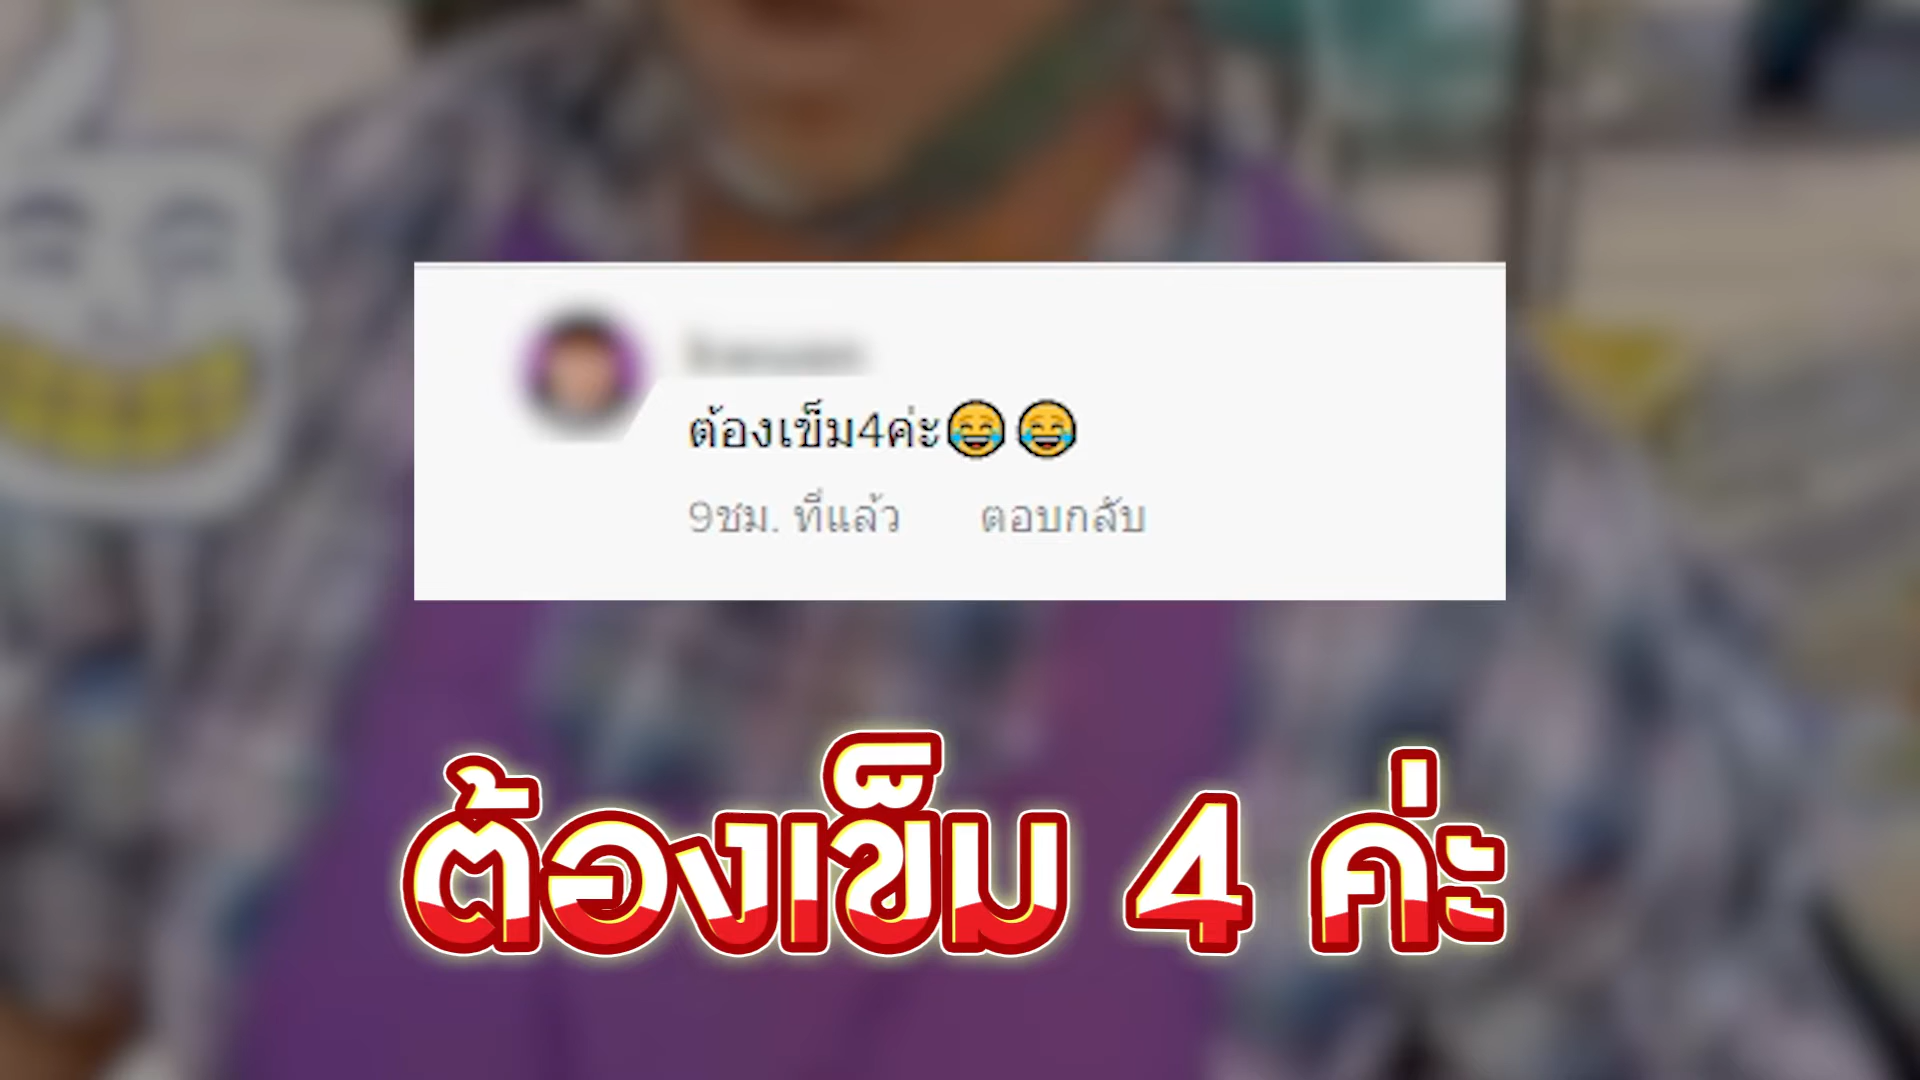 ต้องเข็ม4ค่ะ😂😂
9ชม. ที่แล้ว ตอบกลับ
ต้องเข็ม 4 ค่ะ